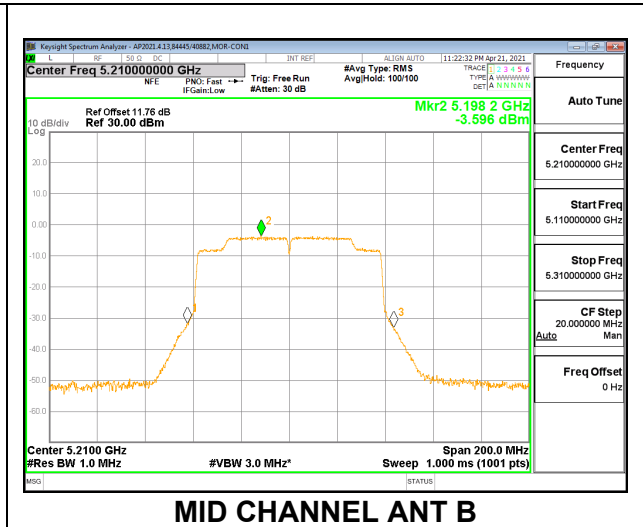 Keysight Spectrum Analyzer - AP2021.4.13,84445/40882,MOR-CON1
L RF 50 Ω DC INT REF ALIGN AUTO 11:22:32 PM Apr 21, 2021
Center Freq 5.210000000 GHz
NFE PNO: Fast IFGain:Low
Trig: Free Run #Atten: 30 dB
#Avg Type: RMS Avg|Hold: 100/100
TRACE 1 2 3 4 5 6
TYPE A WWWWW
DET A N N N N N
Frequency
Ref Offset 11.76 dB
Ref 30.00 dBm
10 dB/div
Log
Mkr2 5.198 2 GHz
-3.596 dBm
20.0
10.0
0.00
-10.0
-20.0
-30.0
-40.0
-50.0
-60.0
2
3
Center 5.2100 GHz
Span 200.0 MHz
#Res BW 1.0 MHz
#VBW 3.0 MHz*
Sweep 1.000 ms (1001 pts)
MSG
STATUS
Auto Tune
Center Freq
5.210000000 GHz
Start Freq
5.110000000 GHz
Stop Freq
5.310000000 GHz
CF Step
20.000000 MHz
Auto Man
Freq Offset
0 Hz
MID CHANNEL ANT B